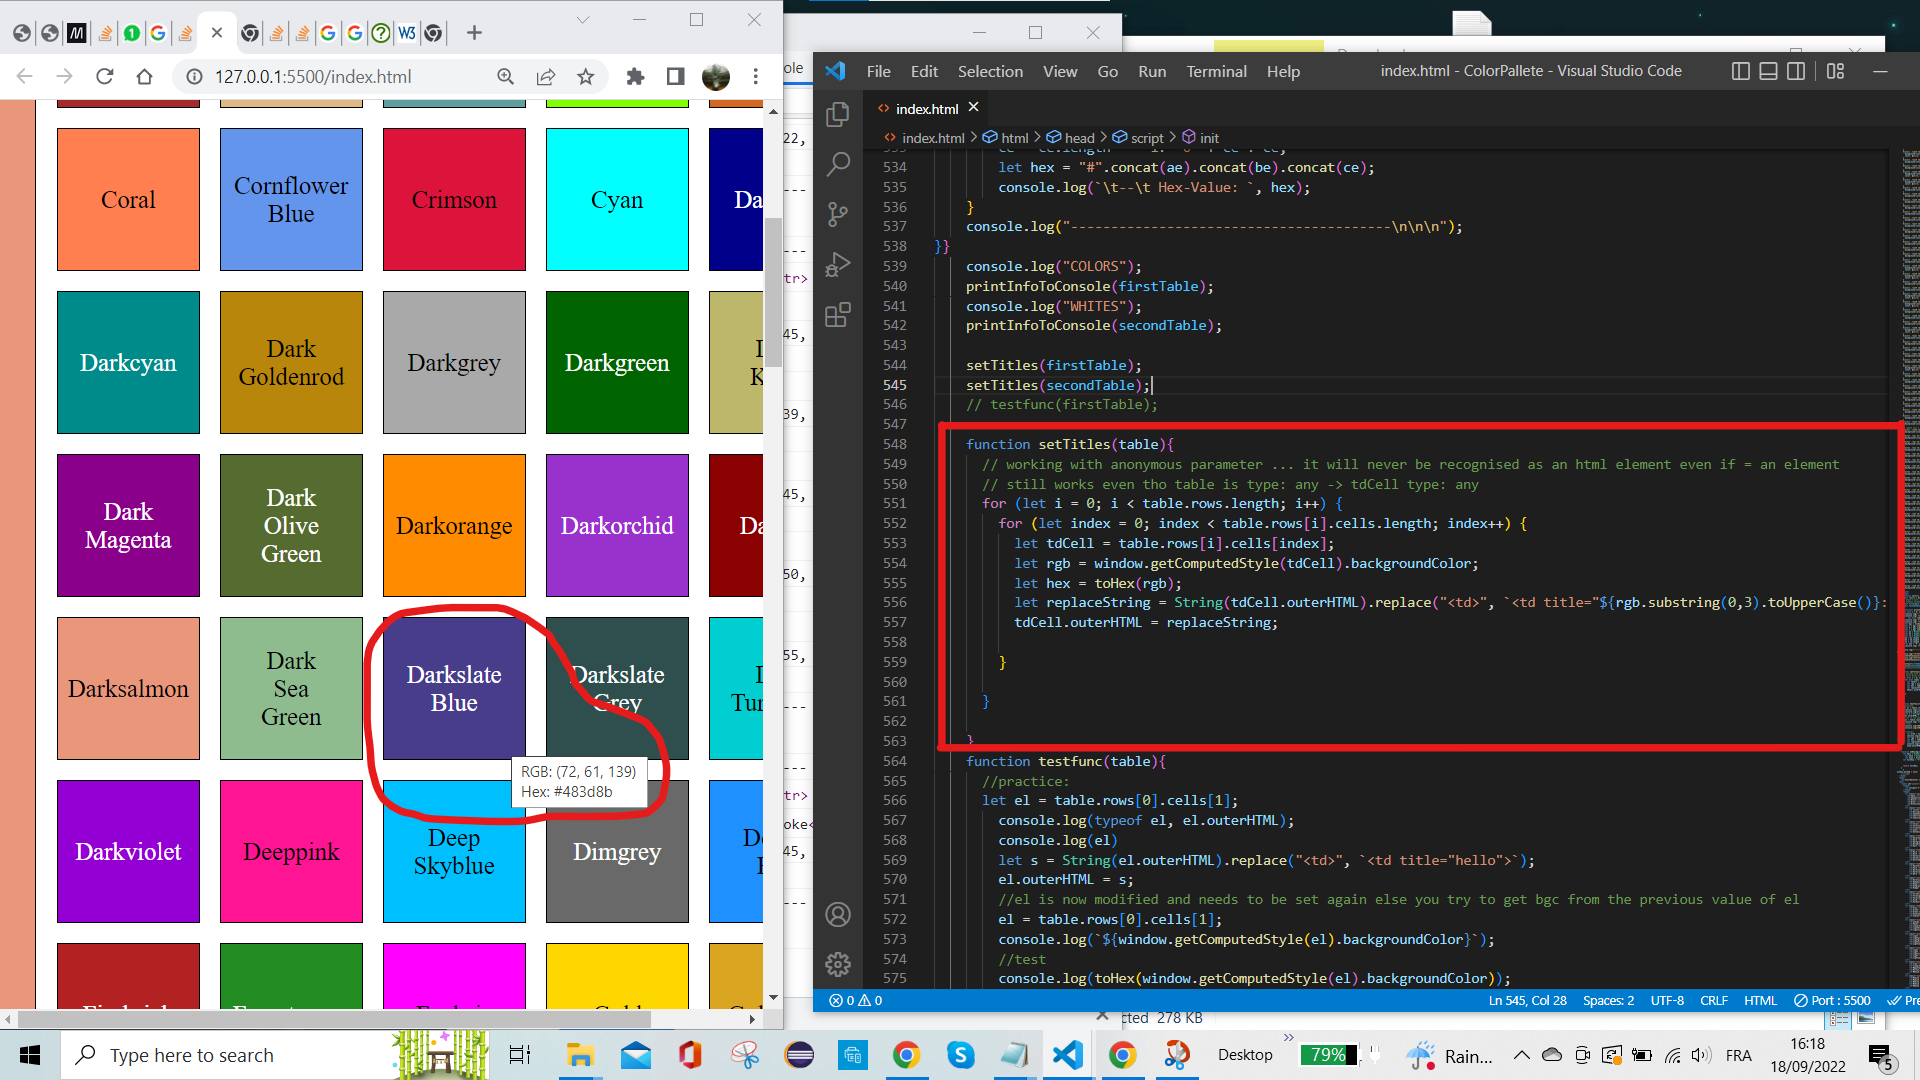 127.0.0.1:5500/index.html
Coral
Cornflower
Blue
Crimson
Cyan
Da
Darkcyan
Dark
Goldenrod
Darkgrey
Darkgreen
Dark
Magenta
Dark
Olive
Green
Darkorange
Darkorchid
Da
Darksalmon
Dark
Sea
Green
Darkslate
Blue
Darkslate
Grey
Tur
RGB: (72, 61, 139)
Hex: #483d8b
Darkviolet
Deeppink
Deep
Skyblue
Dimgrey
ole
22,
tr>
45,
39,
45,
50,
55,
tr>
oke<
45,
File Edit Selection View Go Run Terminal Help
index.html - ColorPallete - Visual Studio Code
index.html
index.html > html > head > script > init
534 let hex = "#".concat(ae).concat(be).concat(ce);
535 console.log(`\t--\t Hex-Value: `, hex);
536 }
537 console.log("----------------------------------------\n\n\n");
538 }}
539 console.log("COLORS");
540 printInfoToConsole(firstTable);
541 console.log("WHITES");
542 printInfoToConsole(secondTable);
543
544 setTitles(firstTable);
545 setTitles(secondTable);
546 // testfunc(firstTable);
547
548 function setTitles(table){
549 // working with anonymous parameter ... it will never be recognised as an html element even if = an element
550 // still works even tho table is type: any -> tdCell type: any
551 for (let i = 0; i < table.rows.length; i++) {
552 for (let index = 0; index < table.rows[i].cells.length; index++) {
553 let tdCell = table.rows[i].cells[index];
554 let rgb = window.getComputedStyle(tdCell).backgroundColor;
555 let hex = toHex(rgb);
556 let replaceString = String(tdCell.outerHTML).replace("<td>", `<td title="${rgb.substring(0,3).toUpperCase()}:
557 tdCell.outerHTML = replaceString;
558
559 }
560
561 }
562
563 }
564 function testfunc(table){
565 //practice:
566 let el = table.rows[0].cells[1];
567 console.log(typeof el, el.outerHTML);
568 console.log(el)
569 let s = String(el.outerHTML).replace("<td>", `<td title="hello">`);
570 el.outerHTML = s;
571 //el is now modified and needs to be set again else you try to get bgc from the previous value of el
572 el = table.rows[0].cells[1];
573 console.log(`${window.getComputedStyle(el).backgroundColor}`);
574 //test
575 console.log(toHex(window.getComputedStyle(el).backgroundColor));
0 0 Ln 545, Col 28 Spaces: 2 UTF-8 CRLF HTML Port : 5500 Pre
cted 278 KB
Type here to search
Desktop
79%
Rain...
FRA
16:18
18/09/2022
5